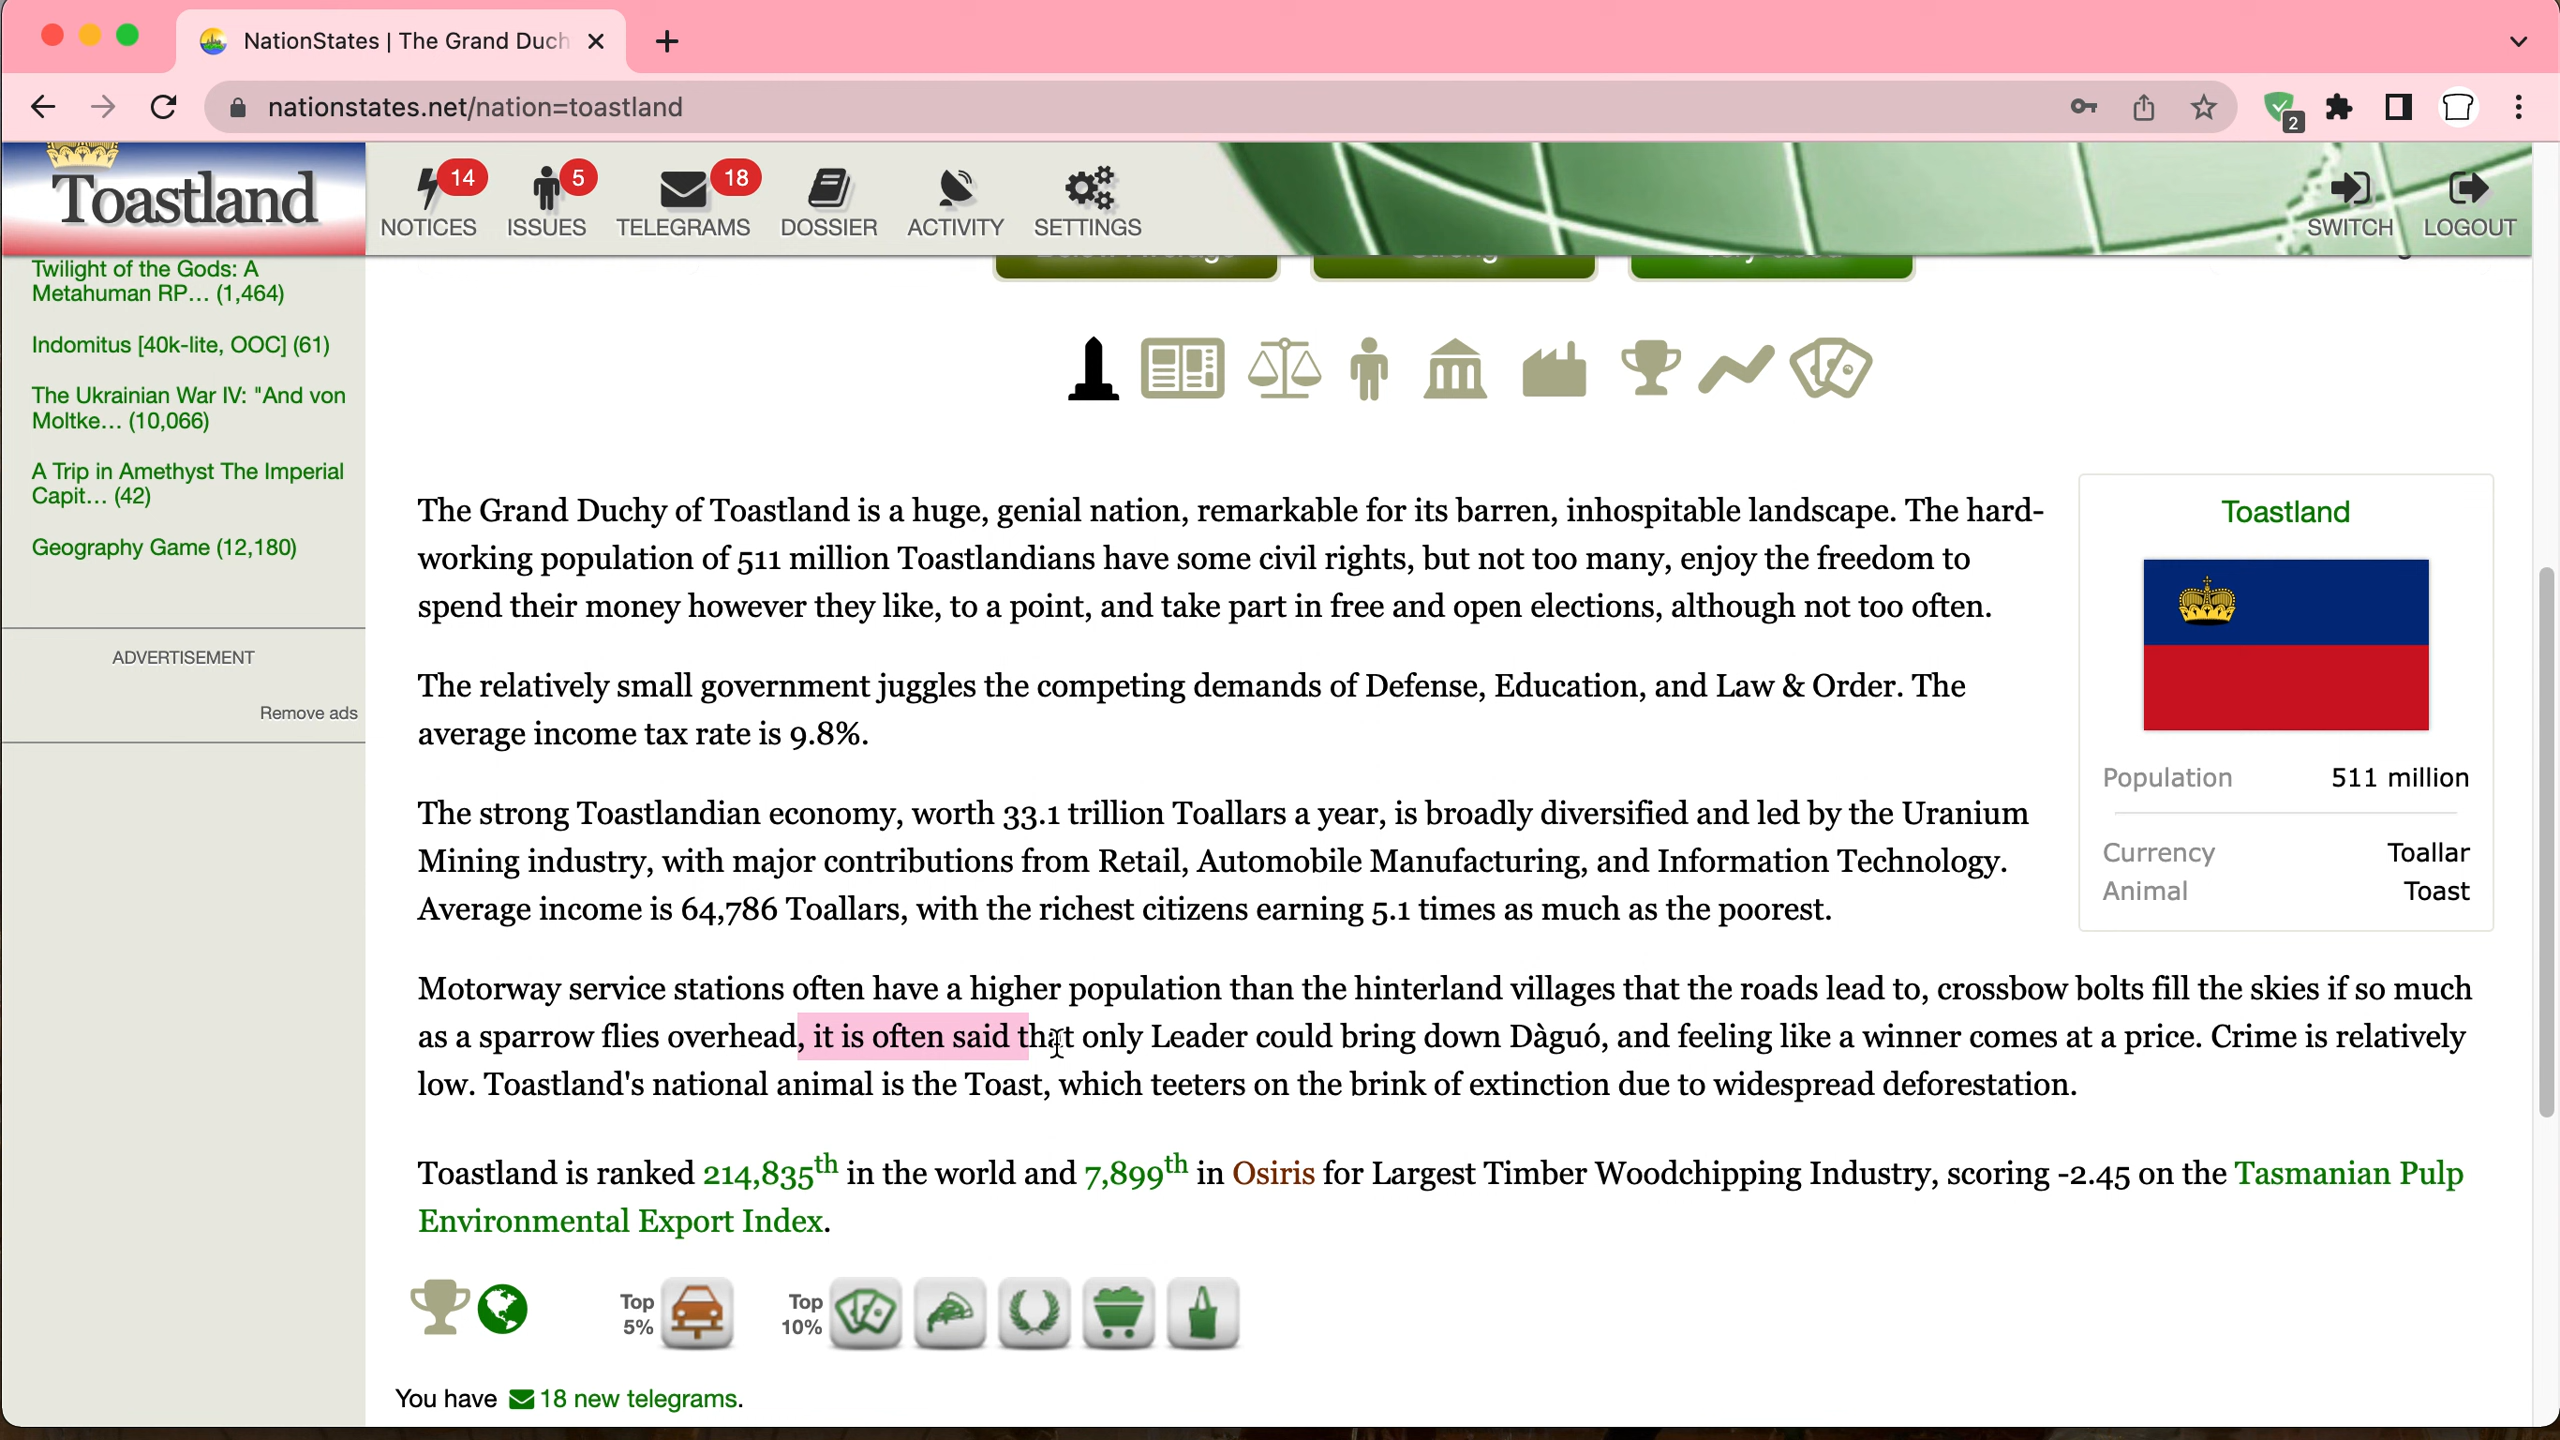 NationStates | The Grand Duch
nationstates.net/nation=toastland
2
Toastland
14
NOTICES
5
ISSUES
18
TELEGRAMS
DOSSIER
ACTIVITY
SETTINGS
SWITCH
LOGOUT
Twilight of the Gods: A
Metahuman RP… (1,464)
Indomitus [40k-lite, OOC] (61)
The Ukrainian War IV: "And von
Moltke… (10,066)
A Trip in Amethyst The Imperial
Capit… (42)
Geography Game (12,180)
ADVERTISEMENT
Remove ads
The Grand Duchy of Toastland is a huge, genial nation, remarkable for its barren, inhospitable landscape. The hard-
working population of 511 million Toastlandians have some civil rights, but not too many, enjoy the freedom to
spend their money however they like, to a point, and take part in free and open elections, although not too often.
The relatively small government juggles the competing demands of Defense, Education, and Law & Order. The
average income tax rate is 9.8%.
The strong Toastlandian economy, worth 33.1 trillion Toallars a year, is broadly diversified and led by the Uranium
Mining industry, with major contributions from Retail, Automobile Manufacturing, and Information Technology.
Average income is 64,786 Toallars, with the richest citizens earning 5.1 times as much as the poorest.
Toastland
Population 511 million
Currency Toallar
Animal Toast
Motorway service stations often have a higher population than the hinterland villages that the roads lead to, crossbow bolts fill the skies if so much
as a sparrow flies overhead, it is often said that only Leader could bring down Dàguó, and feeling like a winner comes at a price. Crime is relatively
low. Toastland's national animal is the Toast, which teeters on the brink of extinction due to widespread deforestation.
Toastland is ranked 214,835th in the world and 7,899th in Osiris for Largest Timber Woodchipping Industry, scoring -2.45 on the Tasmanian Pulp
Environmental Export Index.
Top
5%
Top
10%
You have 18 new telegrams.